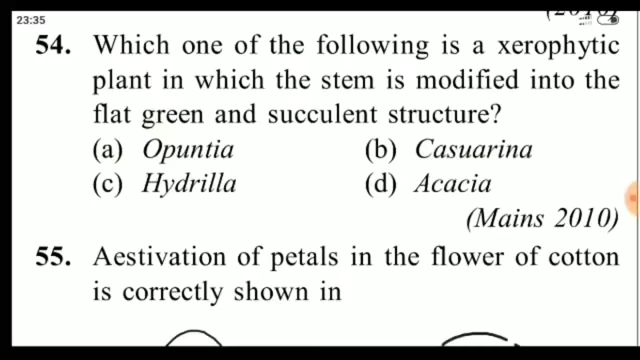 (2010)
23:35
54. Which one of the following is a xerophytic
plant in which the stem is modified into the
flat green and succulent structure?
(a) Opuntia (b) Casuarina
(c) Hydrilla (d) Acacia
(Mains 2010)
55. Aestivation of petals in the flower of cotton
is correctly shown in